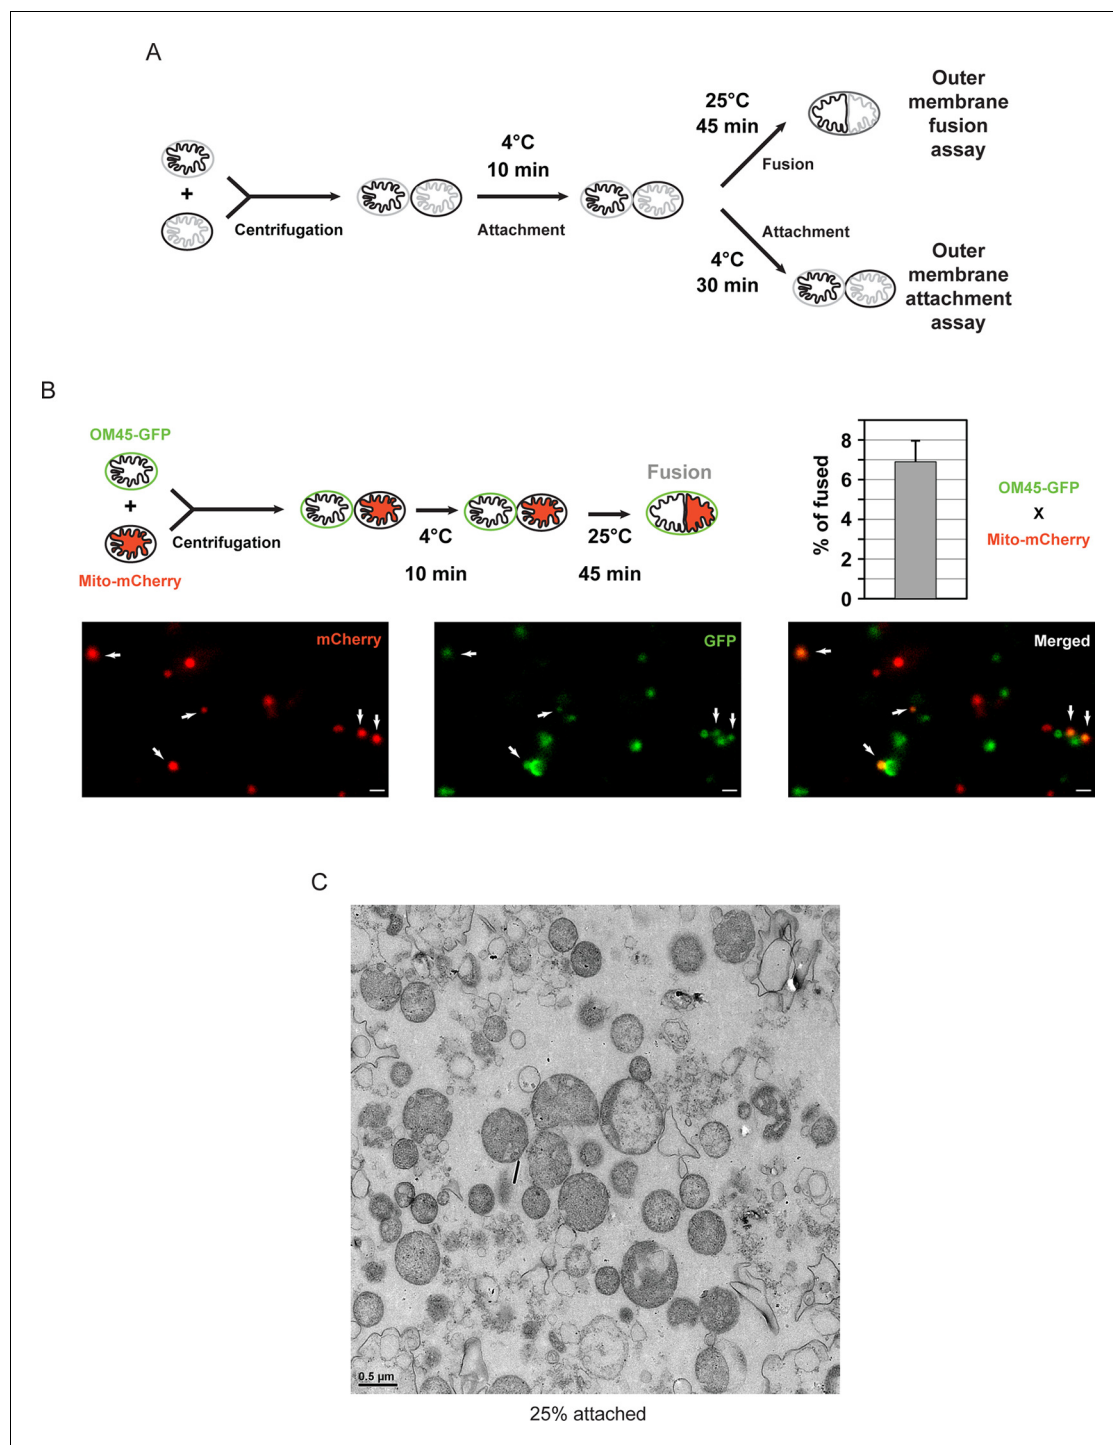 A
+
Centrifugation
4°C
10 min
Attachment
25°C
45 min
Fusion
Outer
membrane
fusion
assay
Attachment
4°C
30 min
Outer
membrane
attachment
assay
B
OM45-GFP
+
Mito-mCherry
Centrifugation
4°C
10 min
25°C
45 min
Fusion
% of fused
8
6
4
2
0
OM45-GFP
X
Mito-mCherry
mCherry
GFP
Merged
C
0.5 µm
25% attached